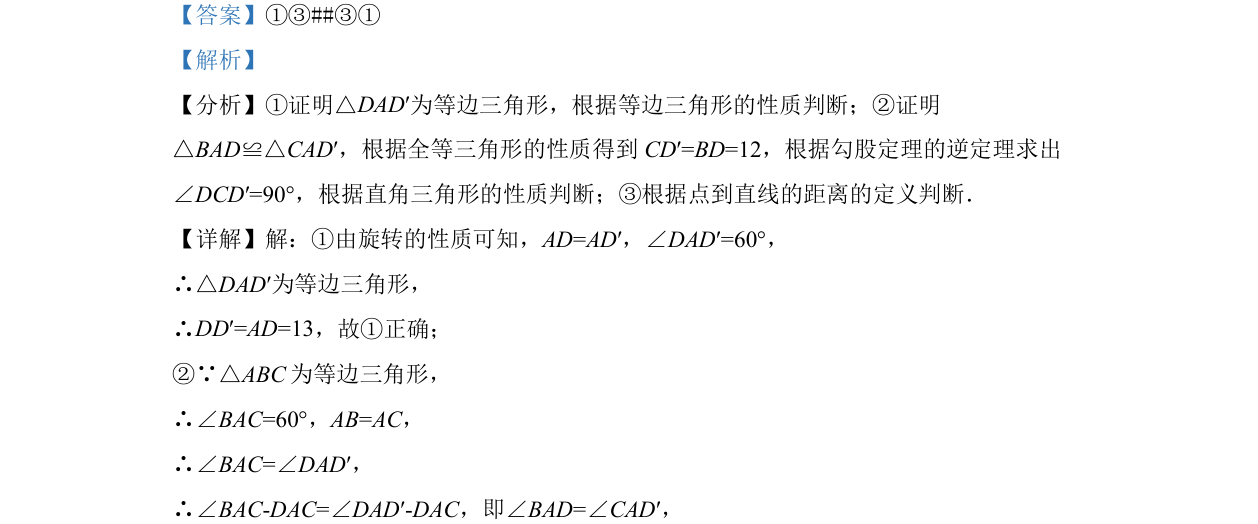 【答案】①③##③①
【解析】
【分析】①证明△DAD′为等边三角形，根据等边三角形的性质判断；②证明
△BAD≌△CAD′，根据全等三角形的性质得到 CD′=BD=12，根据勾股定理的逆定理求出
∠DCD′=90°，根据直角三角形的性质判断；③根据点到直线的距离的定义判断．
【详解】解：①由旋转的性质可知，AD=AD′，∠DAD′=60°，
∴△DAD′为等边三角形，
∴DD′=AD=13，故①正确；
②∵△ABC 为等边三角形，
∴∠BAC=60°，AB=AC，
∴∠BAC=∠DAD′，
∴∠BAC-DAC=∠DAD′-DAC，即∠BAD=∠CAD′，